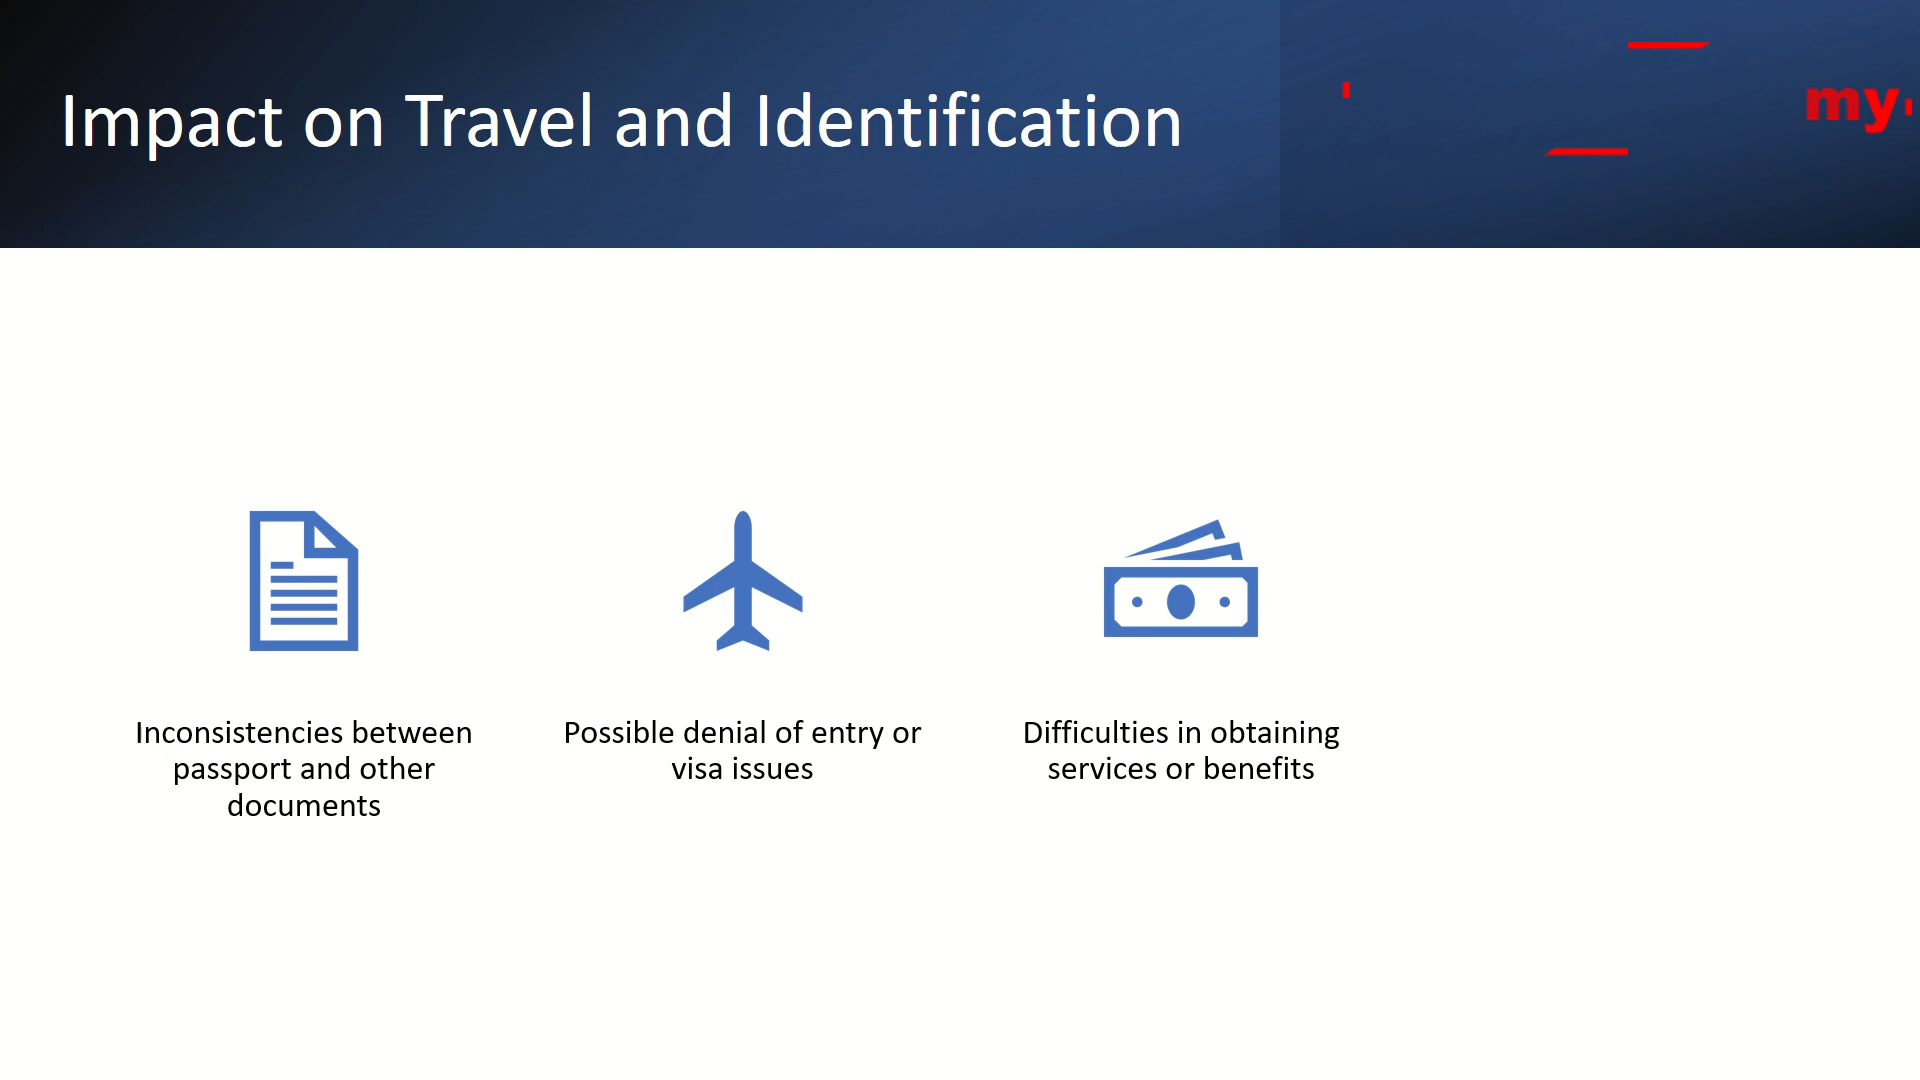 Impact on Travel and Identification
my
Inconsistencies between
passport and other
documents
Possible denial of entry or
visa issues
Difficulties in obtaining
services or benefits